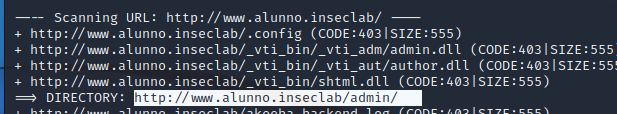 ---- Scanning URL: http://www.alunno.inseclab/ ----
+ http://www.alunno.inseclab/.config (CODE:403|SIZE:555)
+ http://www.alunno.inseclab/_vti_bin/_vti_adm/admin.dll (CODE:403|SIZE:555)
+ http://www.alunno.inseclab/_vti_bin/_vti_aut/author.dll (CODE:403|SIZE:555
+ http://www.alunno.inseclab/_vti_bin/shtml.dll (CODE:403|SIZE:555)
==> DIRECTORY: http://www.alunno.inseclab/admin/
+ http://www.alunno.inseclab/akeeba.backend.log (CODE:403|SIZE:555)